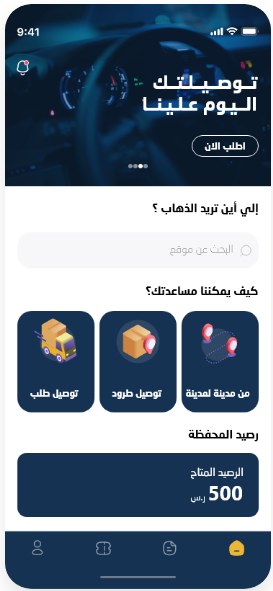 9:41
توصيلتك
اليوم علينا
اطلب الان
إلي أين تريد الذهاب ؟
البحث عن موقع
كيف يمكننا مساعدتك؟
من مدينة لمدينة
توصيل طرود
توصيل طلب
رصيد المحفظة
الرصيد المتاح
500 ر.س